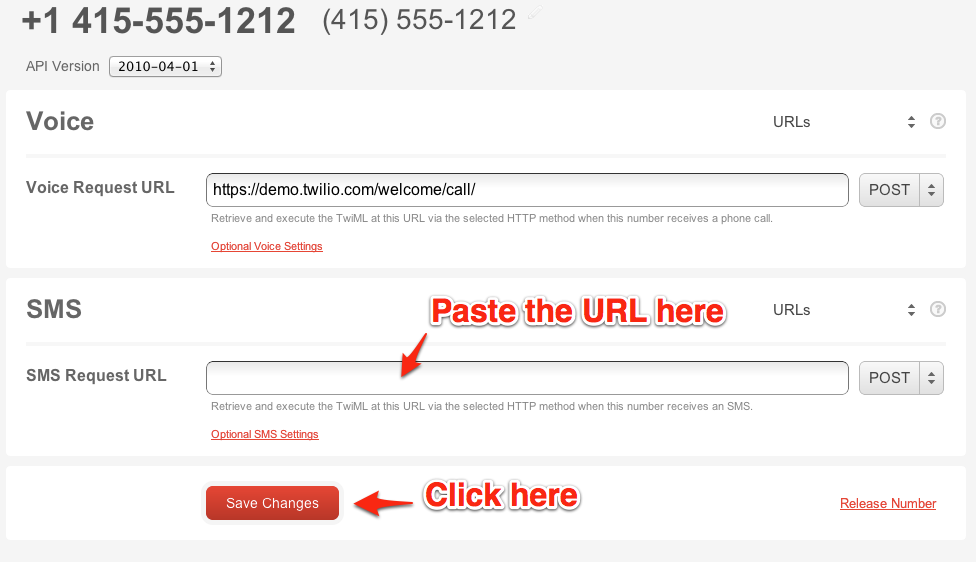 +1 415-555-1212 (415) 555-1212
API Version 2010-04-01
Voice URLs ?
Voice Request URL https://demo.twilio.com/welcome/call/ POST
Retrieve and execute the TwiML at this URL via the selected HTTP method when this number receives a phone call.
Optional Voice Settings
SMS Paste the URL here URLs ?
SMS Request URL POST
Retrieve and execute the TwiML at this URL via the selected HTTP method when this number receives an SMS.
Optional SMS Settings
Save Changes Click here Release Number